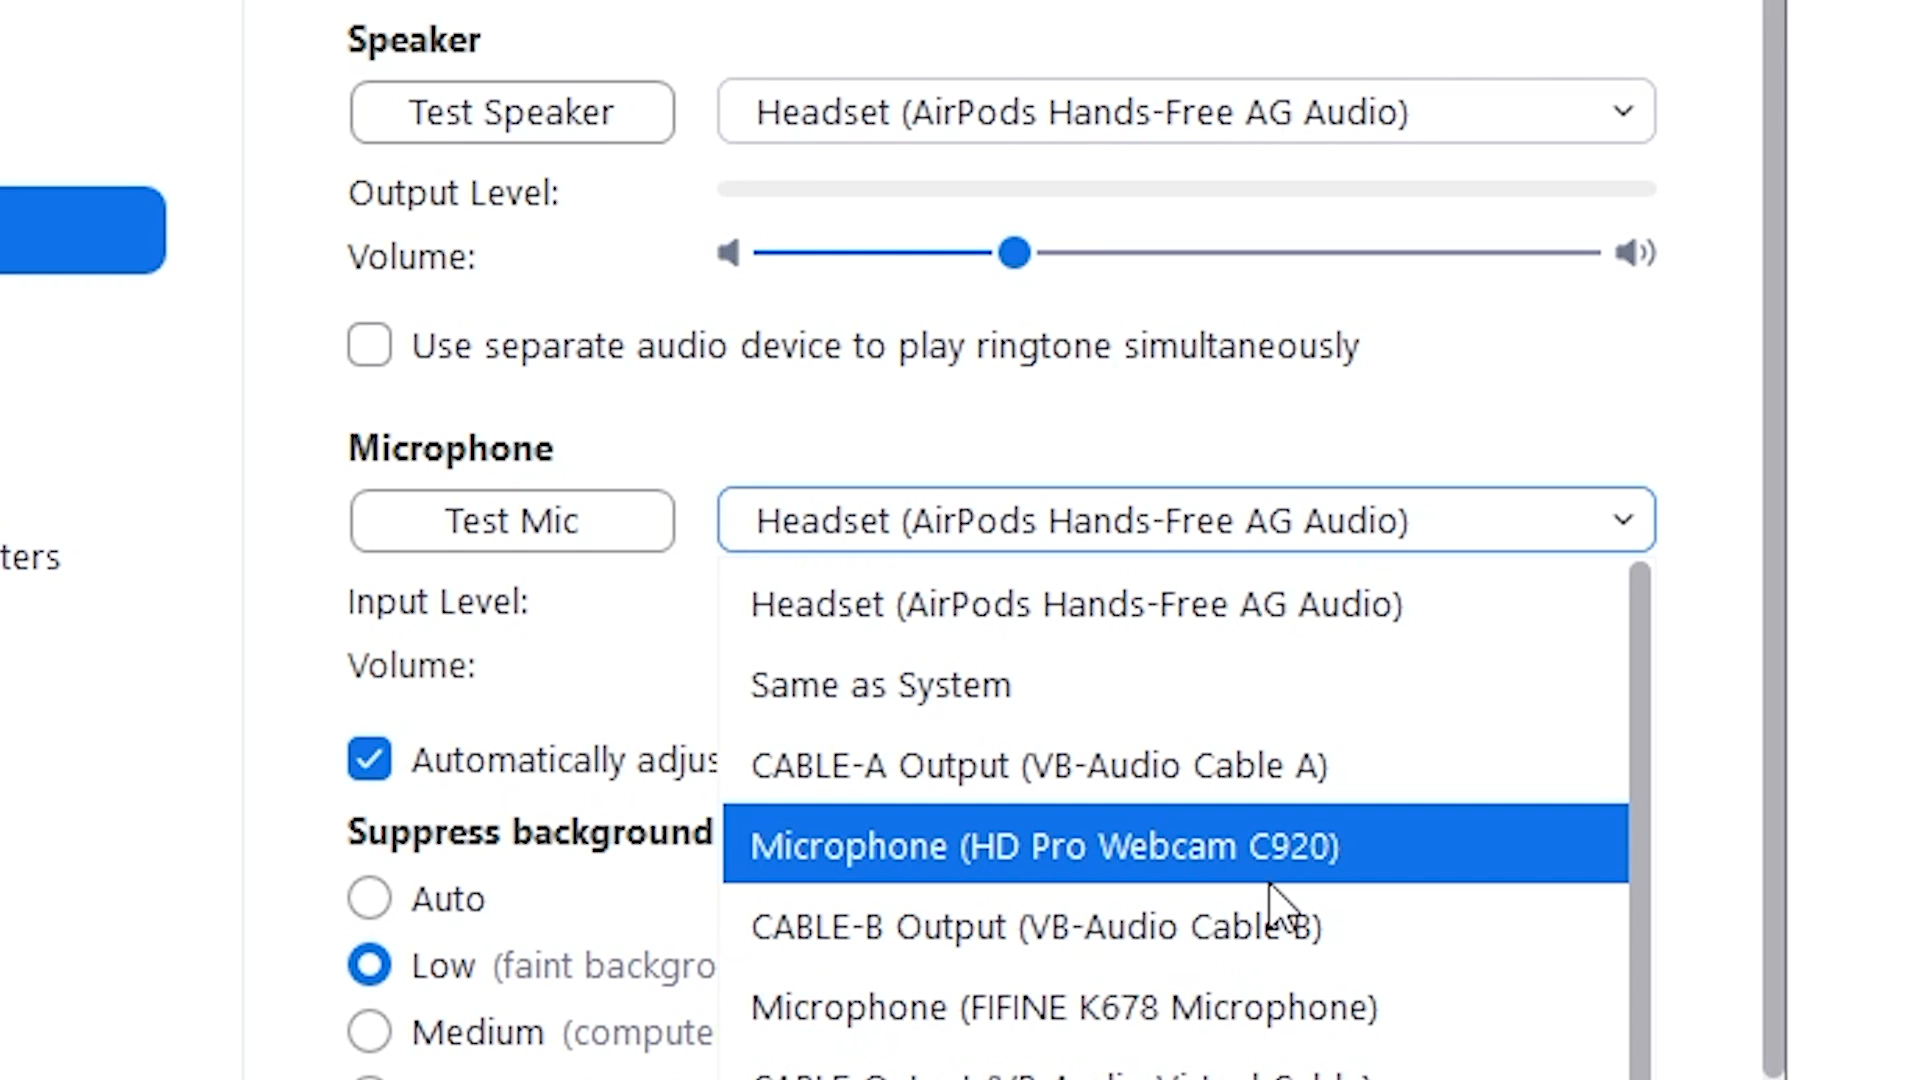 Speaker
Test Speaker
Headset (AirPods Hands-Free AG Audio)
Output Level:
Volume:
Use separate audio device to play ringtone simultaneously
Microphone
Test Mic
Headset (AirPods Hands-Free AG Audio)
ters
Input Level:
Headset (AirPods Hands-Free AG Audio)
Volume:
Same as System
Automatically adjus
CABLE-A Output (VB-Audio Cable A)
Suppress background
Microphone (HD Pro Webcam C920)
Auto
CABLE-B Output (VB-Audio Cable B)
Low (faint backgro
Microphone (FIFINE K678 Microphone)
Medium (compute